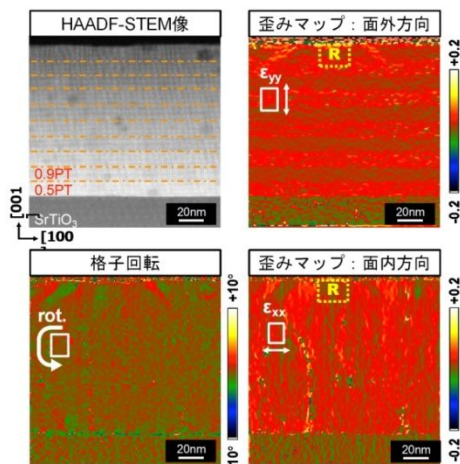 HAADF-STEM像
0.9PT
0.5PT
SrTiO₃
20nm
[001]
[100
]
歪みマップ：面外方向
R
εyy
20nm
+0.2
-0.2
格子回転
rot.
20nm
+10°
10°
歪みマップ：面内方向
R
εxx
20nm
+0.2
-0.2